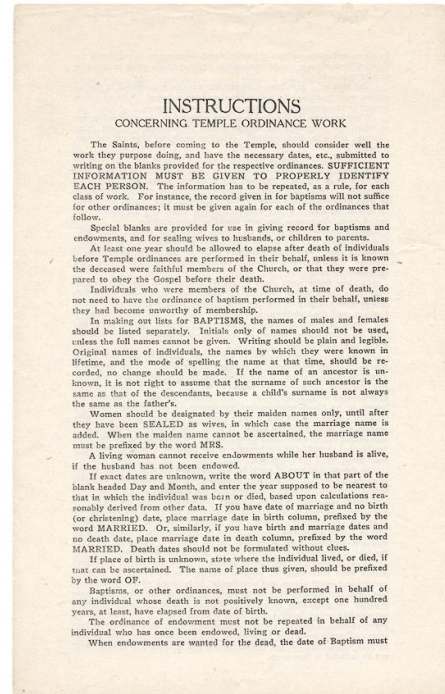 INSTRUCTIONS
CONCERNING TEMPLE ORDINANCE WORK
The Saints, before coming to the Temple, should consider well the
work they purpose doing, and have the necessary dates, etc., submitted to
writing on the blanks provided for the respective ordinances. SUFFICIENT
INFORMATION MUST BE GIVEN TO PROPERLY IDENTIFY
EACH PERSON. The information has to be repeated, as a rule, for each
class of work. For instance, the record given in for baptisms will not suffice
for other ordinances; it must be given again for each of the ordinances that
follow.
Special blanks are provided for use in giving record for baptisms and
endowments, and for sealing wives to husbands, or children to parents.
At least one year should be allowed to elapse after death of individuals
before Temple ordinances are performed in their behalf, unless it is known
the deceased were faithful members of the Church, or that they were pre-
pared to obey the Gospel before their death.
Individuals who were members of the Church, at time of death, do
not need to have the ordinance of baptism performed in their behalf, unless
they had become unworthy of membership.
In making out lists for BAPTISMS, the names of males and females
should be listed separately. Initials only of names should not be used,
unless the full names cannot be given. Writing should be plain and legible.
Original names of individuals, the names by which they were known in
lifetime, and the mode of spelling the name at that time, should be re-
corded, no change should be made. If the name of an ancestor is un-
known, it is not right to assume that the surname of such ancestor is the
same as that of the descendants, because a child's surname is not always
the same as the father's.
Women should be designated by their maiden names only, until after
they have been SEALED as wives, in which case the marriage name is
added. When the maiden name cannot be ascertained, the marriage name
must be prefixed by the word MRS.
A living woman cannot receive endowments while her husband is alive,
if the husband has not been endowed.
If exact dates are unknown, write the word ABOUT in that part of the
blank headed Day and Month, and enter the year supposed to be nearest to
that in which the individual was born or died, based upon calculations rea-
sonably derived from other data. If you have date of marriage and no birth
(or christening) date, place marriage date in birth column, prefixed by the
word MARRIED. Or, similarly, if you have birth and marriage dates and
no death date, place marriage date in death column, prefixed by the word
MARRIED. Death dates should not be formulated without clues.
If place of birth is unknown, state where the individual lived, or died, if
that can be ascertained. The name of place thus given, should be prefixed
by the word OF.
Baptisms, or other ordinances, must not be performed in behalf of
any individual whose death is not positively known, except one hundred
years, at least, have elapsed from date of birth.
The ordinance of endowment must not be repeated in behalf of any
individual who has once been endowed, living or dead.
When endowments are wanted for the dead, the date of Baptism must